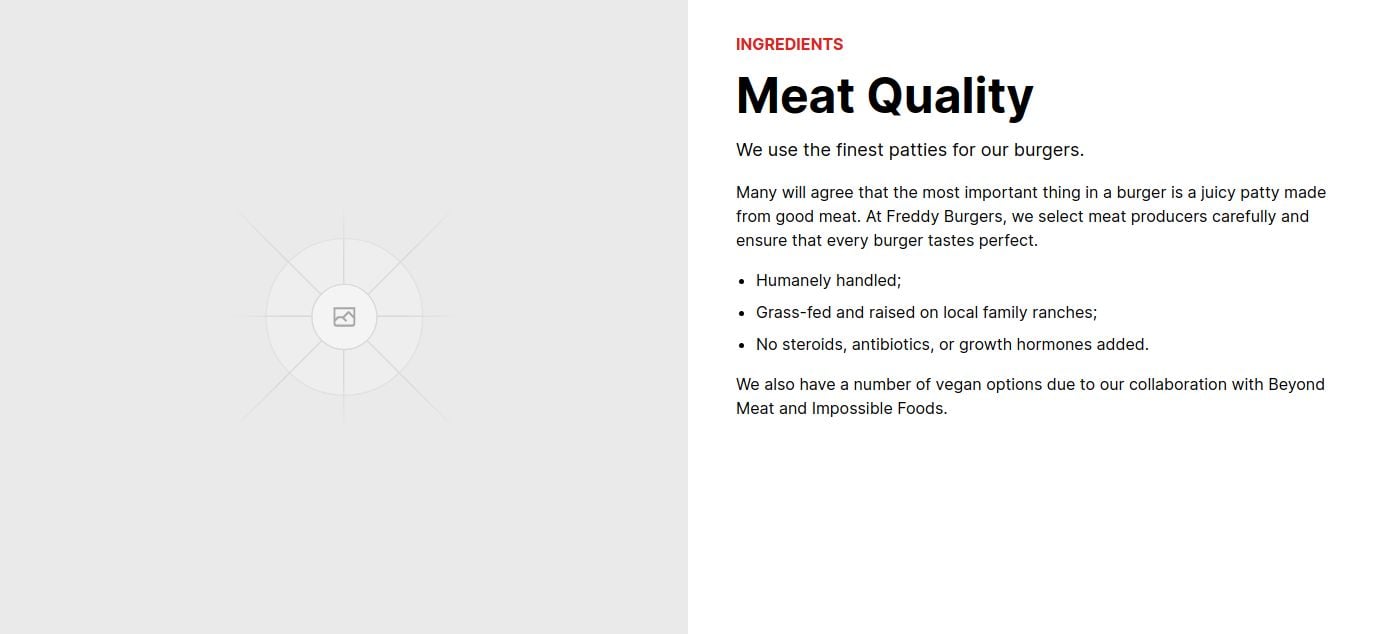 INGREDIENTS
Meat Quality
We use the finest patties for our burgers.
Many will agree that the most important thing in a burger is a juicy patty made
from good meat. At Freddy Burgers, we select meat producers carefully and
ensure that every burger tastes perfect.
• Humanely handled;
• Grass-fed and raised on local family ranches;
• No steroids, antibiotics, or growth hormones added.
We also have a number of vegan options due to our collaboration with Beyond
Meat and Impossible Foods.